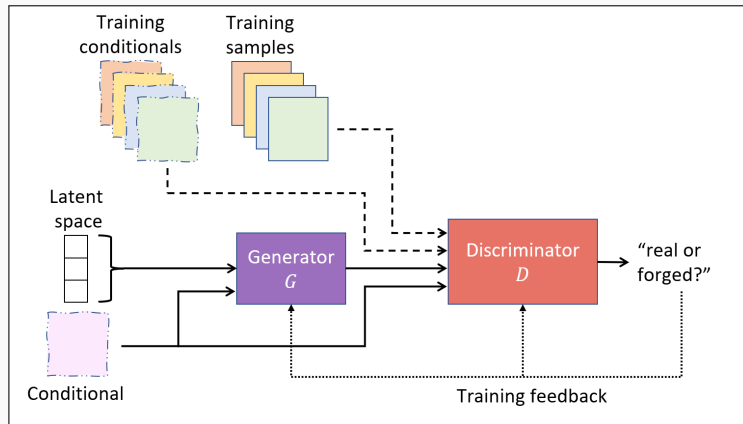 Training
conditionals
Training
samples
Latent
space
Generator
G
Discriminator
D
“real or
forged?”
Conditional
Training feedback